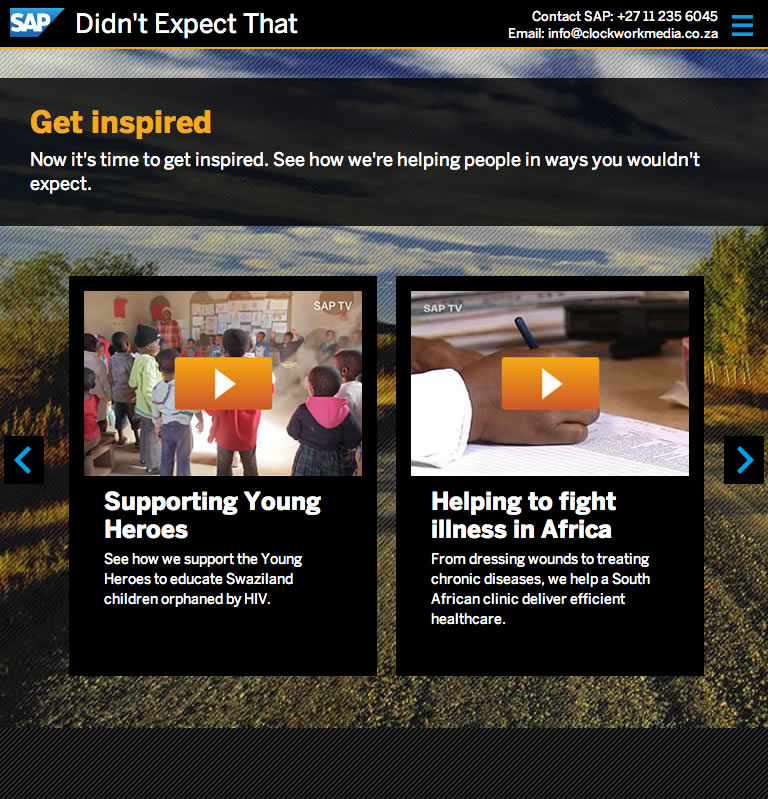 SAP
Didn't Expect That
Contact SAP: +27 11 235 6045
Email: info@clockworkmedia.co.za
Get inspired
Now it's time to get inspired. See how we're helping people in ways you wouldn't
expect.
SAP TV
Supporting Young
Heroes
See how we support the Young
Heroes to educate Swaziland
children orphaned by HIV.
SAP TV
Helping to fight
illness in Africa
From dressing wounds to treating
chronic diseases, we help a South
African clinic deliver efficient
healthcare.